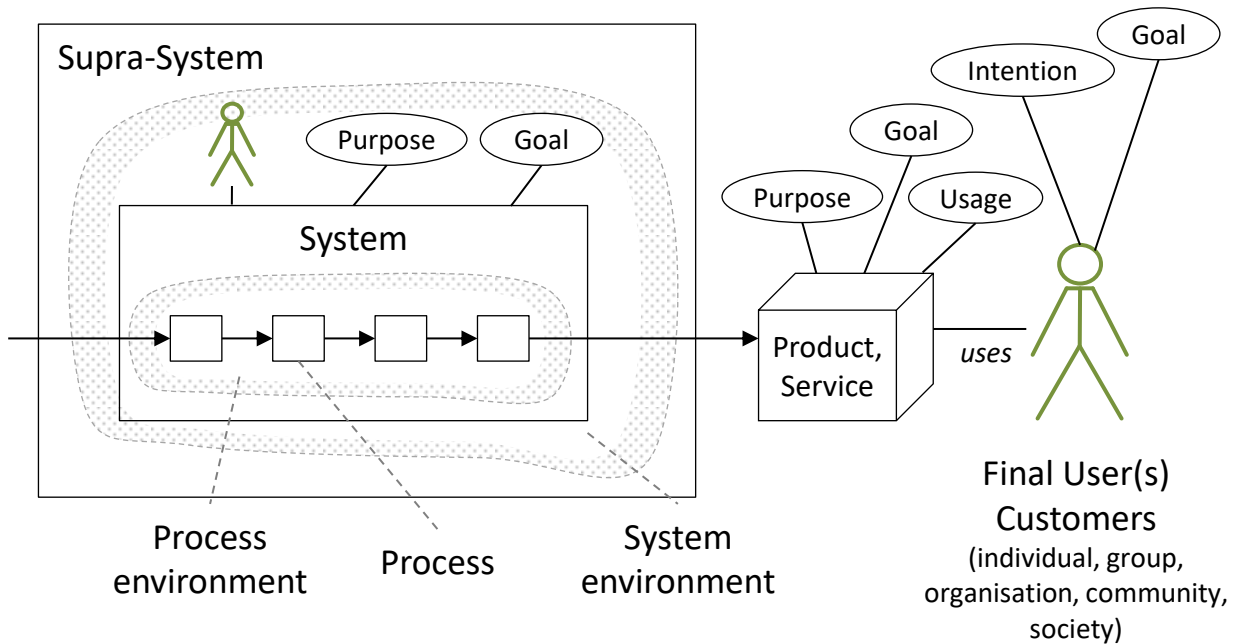 Supra-System
Purpose
Goal
System
Process
environment
Process
System
environment
Purpose
Goal
Usage
Product,
Service
uses
Intention
Goal
Final User(s)
Customers
(individual, group,
organisation, community,
society)